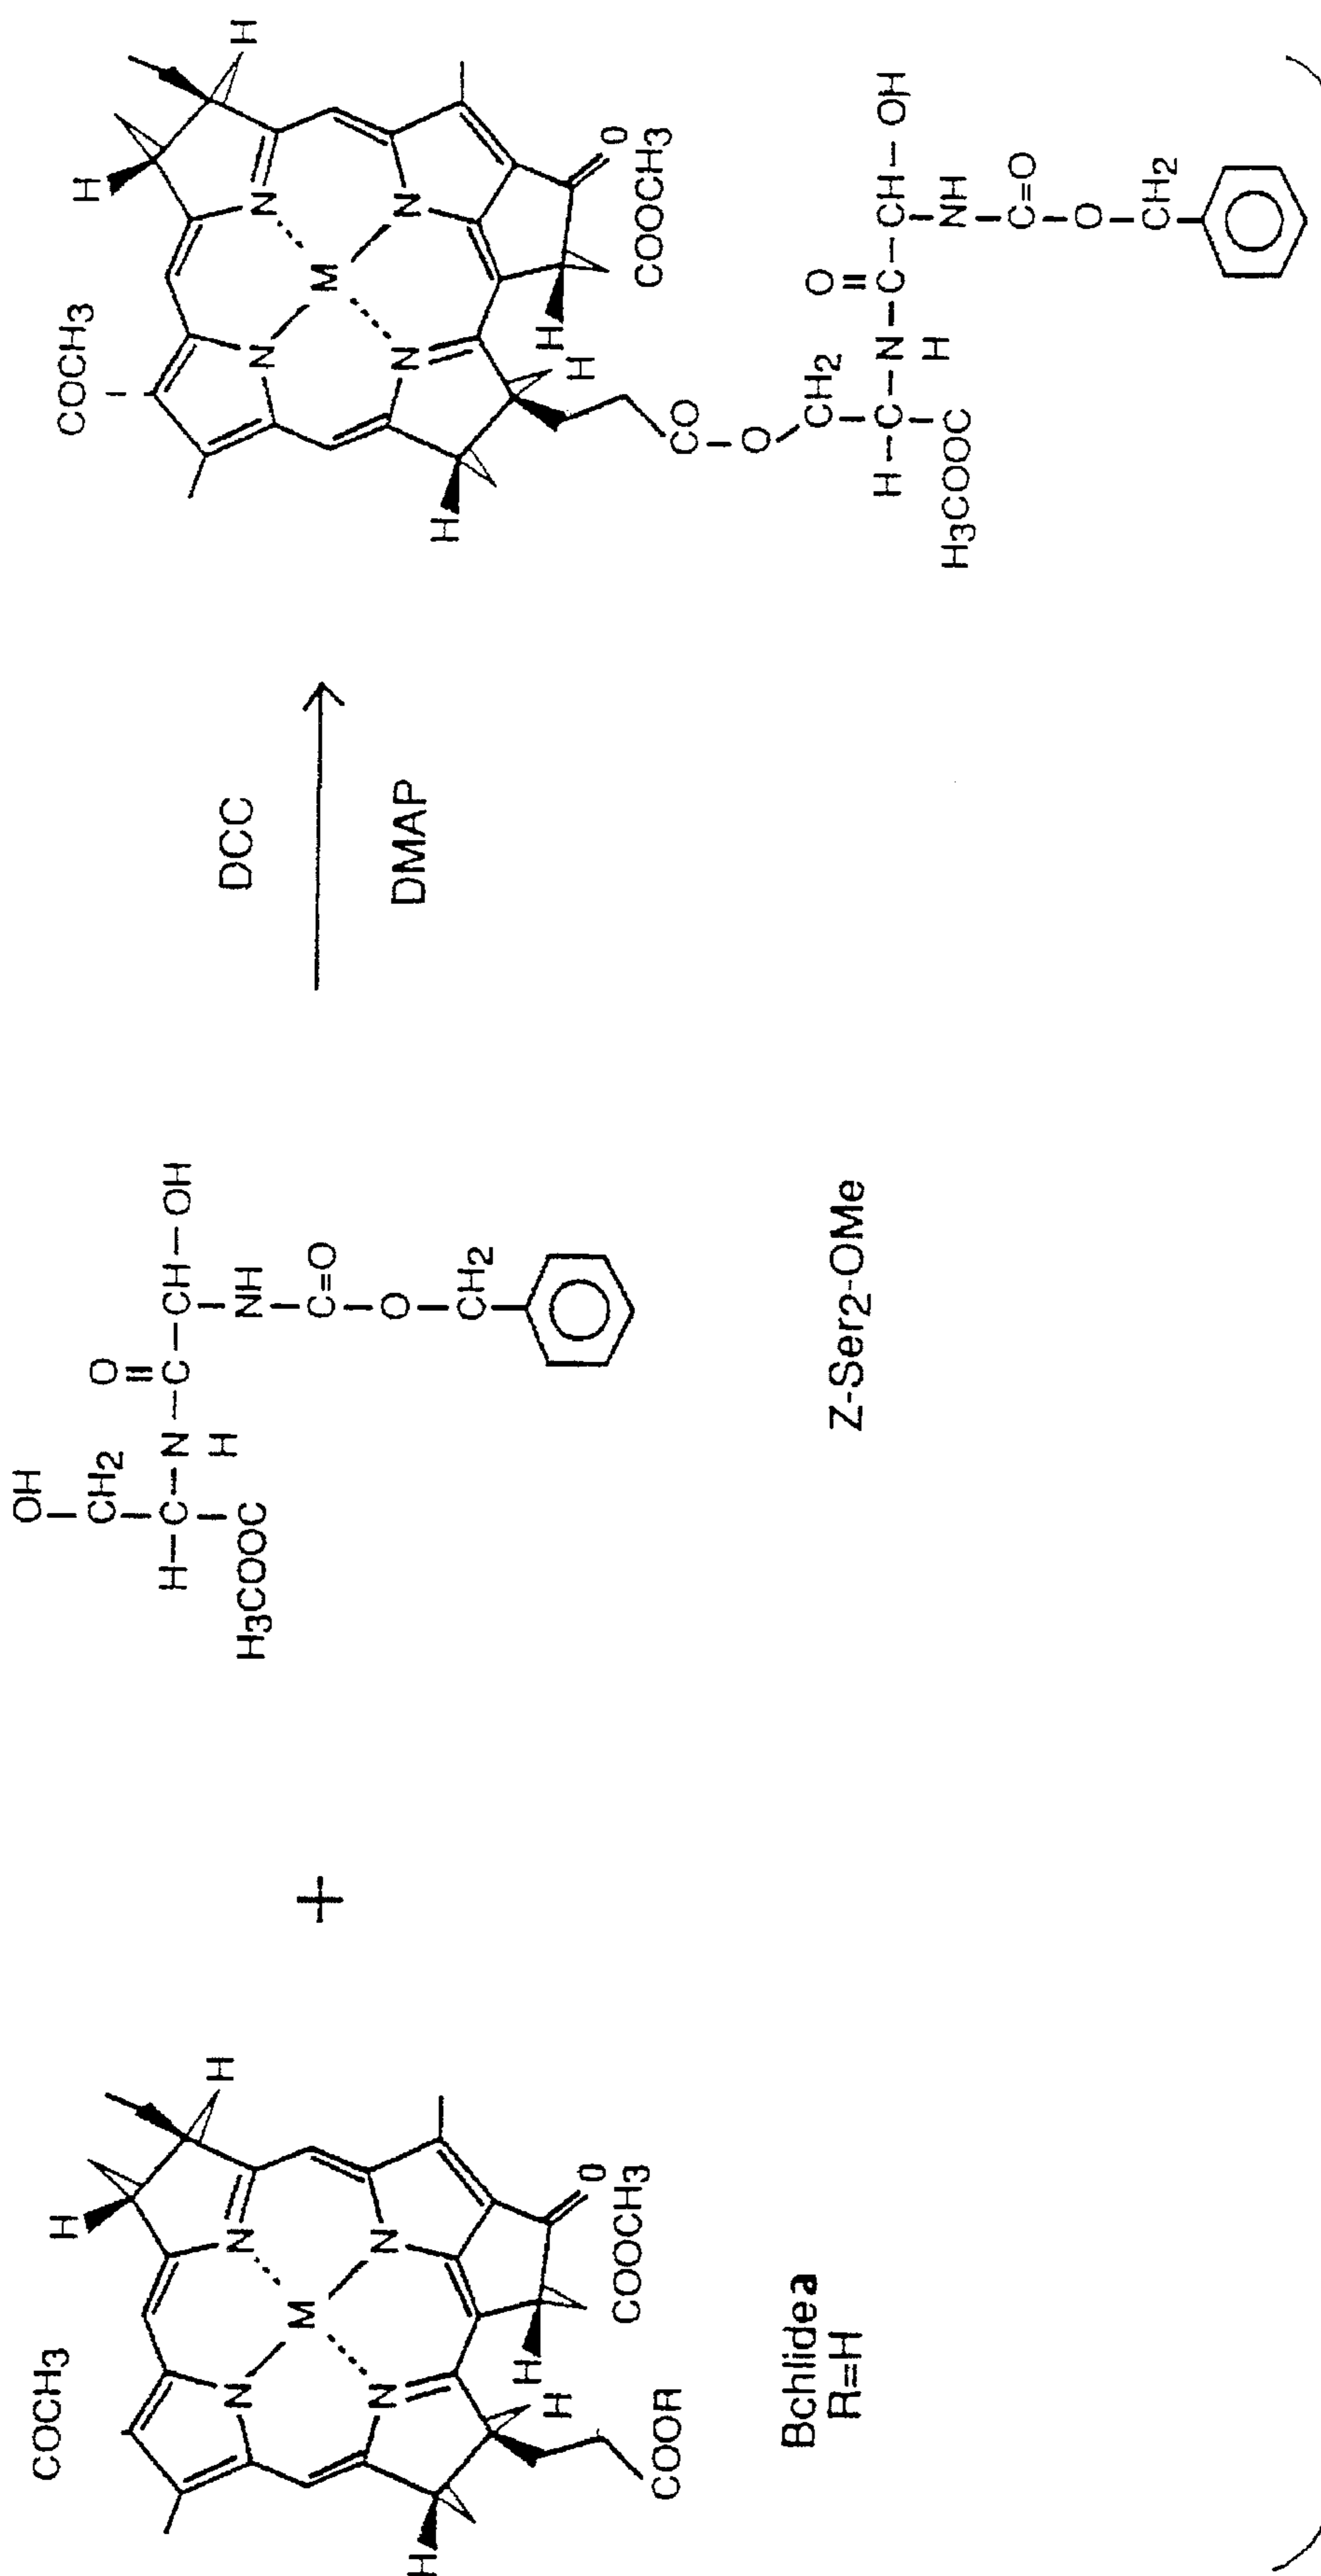 COCH3
H
H
N N
M
N N
H
H
H
O
COOCH3
COOR
Bchlidea
R=H
+
OH
CH2 O
H-C-N-C-CH-OH
H NH
H3COOC
C=O
O
CH2
Z-Ser2-OMe
DCC
DMAP
COCH3
H
H
N N
M
N N
H
H
H
O
COOCH3
CO
O
CH2 O
H-C-N-C-CH-OH
H NH
H3COOC
C=O
O
CH2